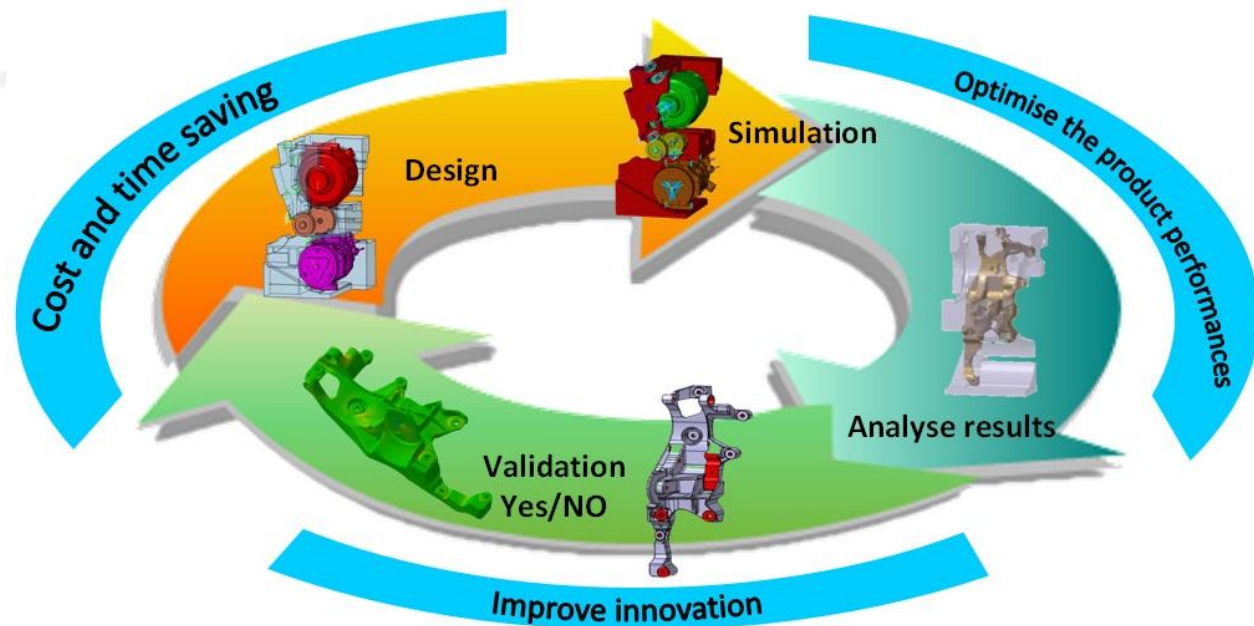 Cost and time saving
Optimise the product performances
Design
Simulation
Analyse results
Validation
Yes/NO
Improve innovation